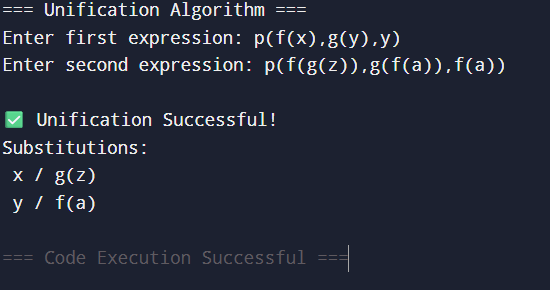 === Unification Algorithm ===
Enter first expression: p(f(x),g(y),y)
Enter second expression: p(f(g(z)),g(f(a)),f(a))
✅ Unification Successful!
Substitutions:
x / g(z)
y / f(a)
=== Code Execution Successful ===